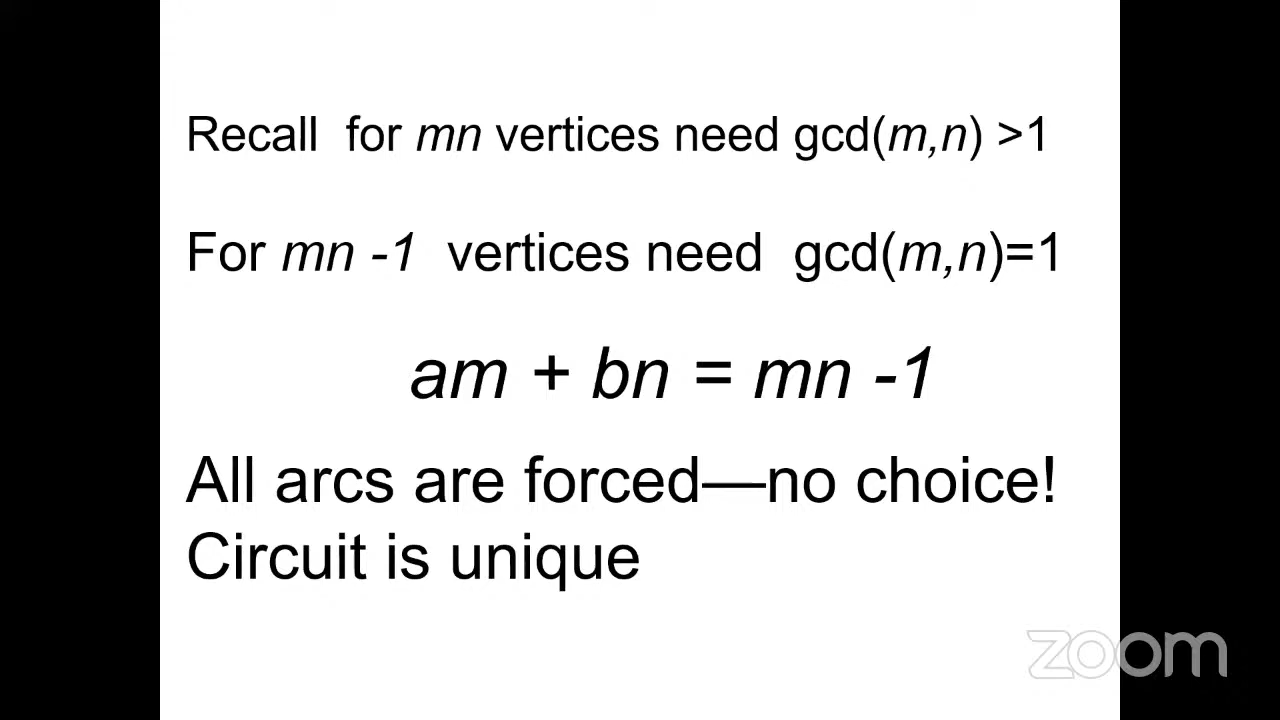 Recall for mn vertices need gcd(m,n) >1
For mn -1 vertices need gcd(m,n)=1
am + bn = mn -1
All arcs are forced—no choice!
Circuit is unique
zoom